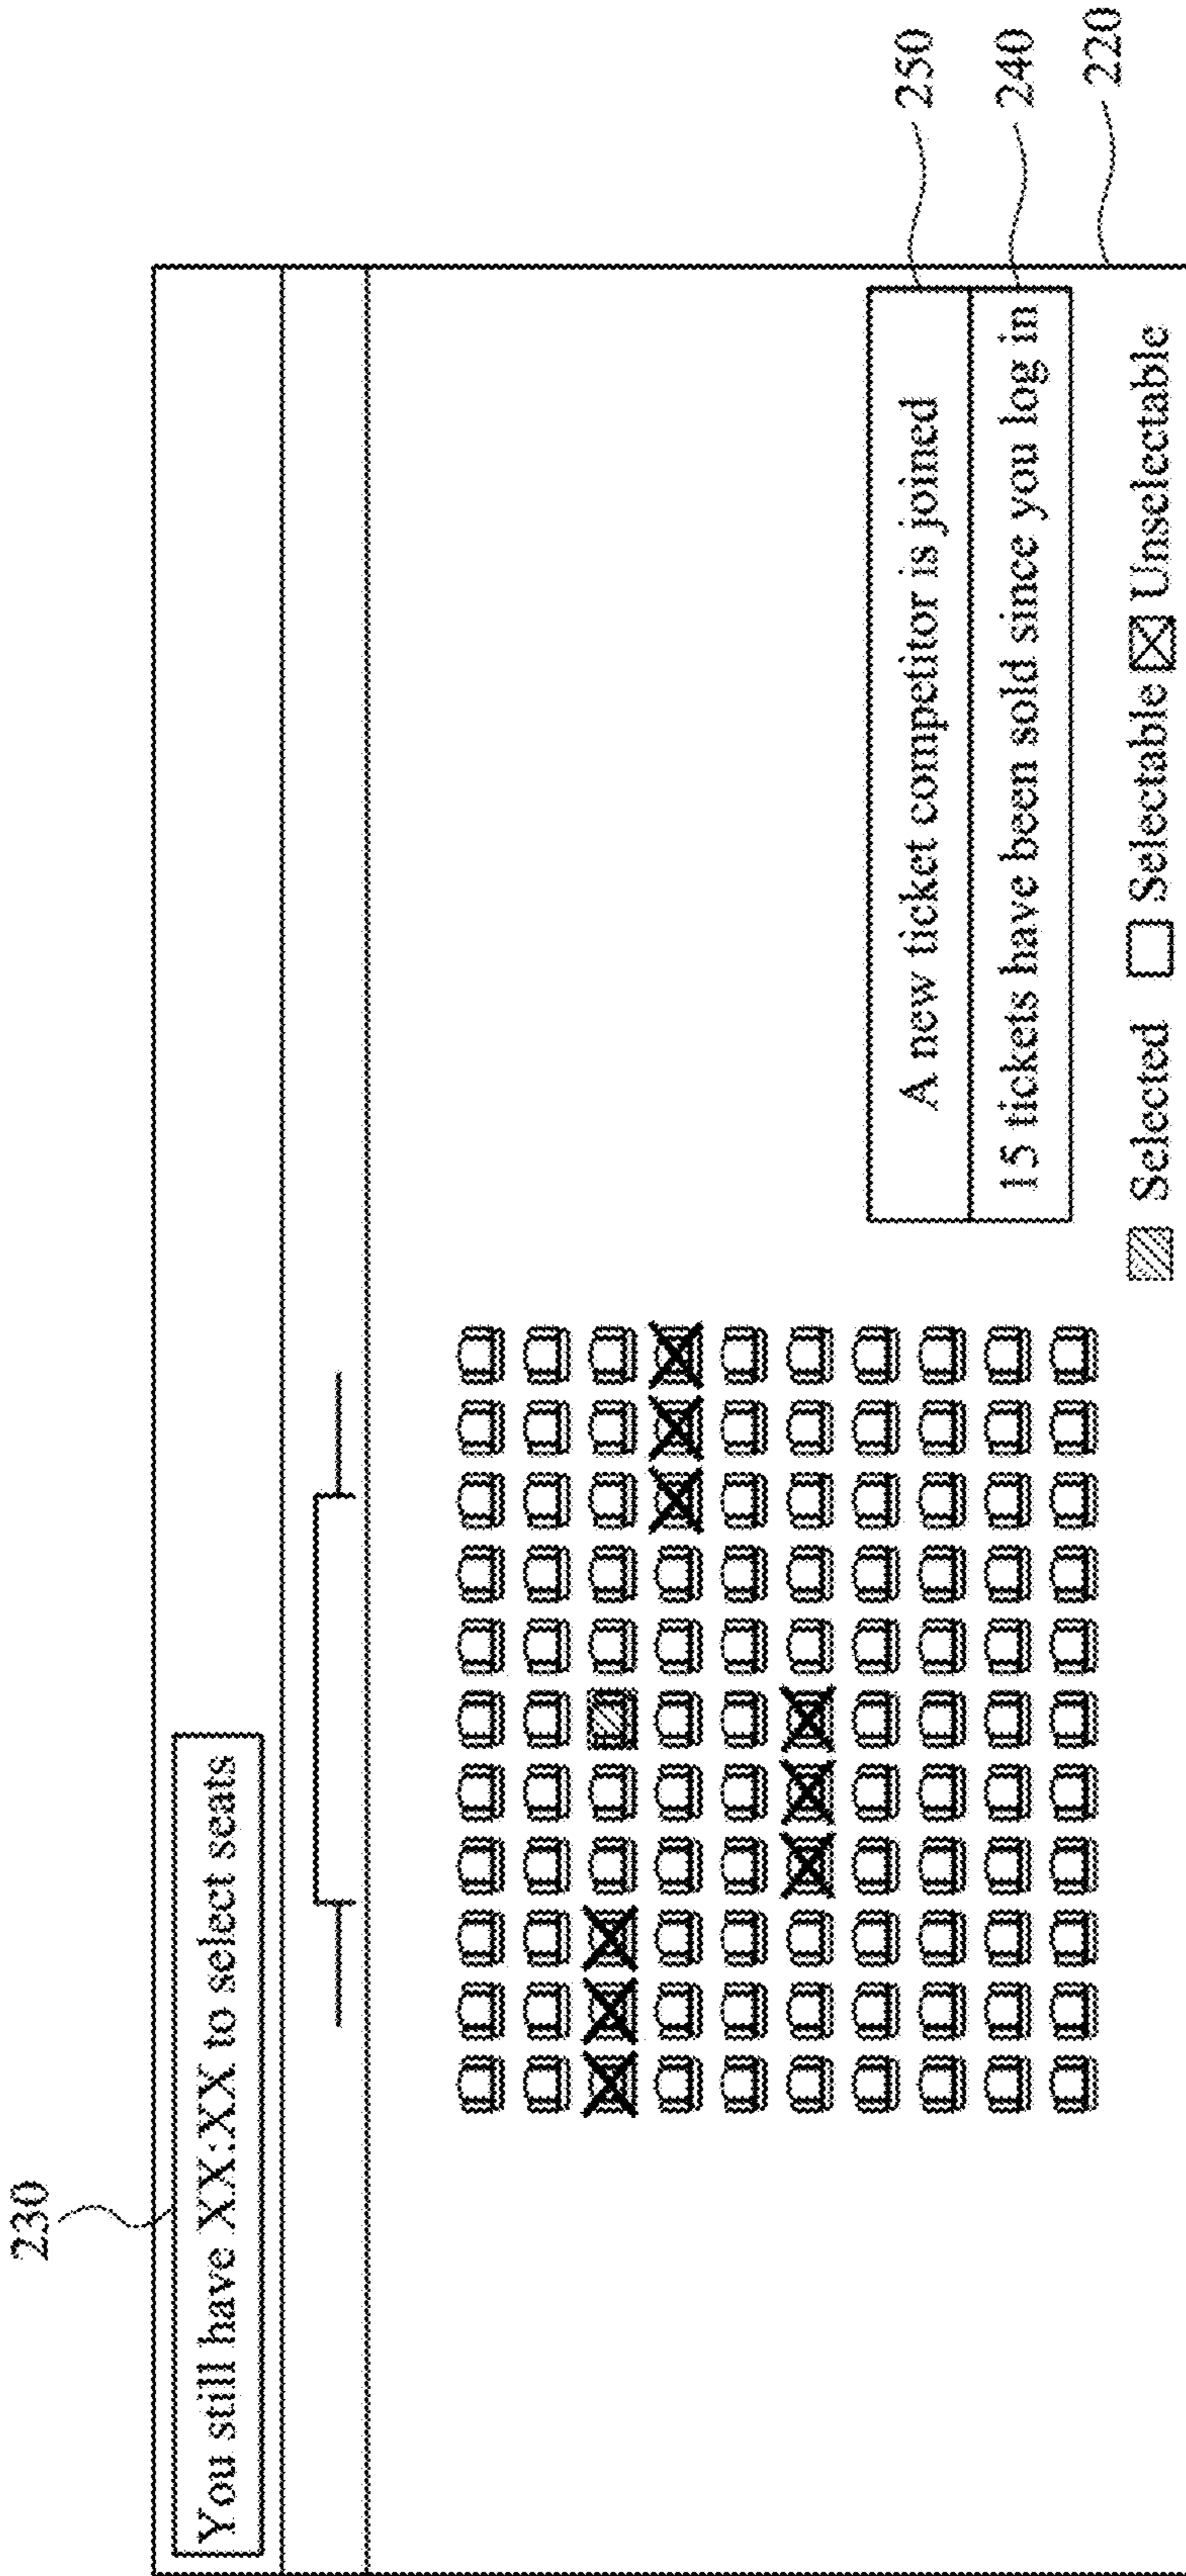 230
You still have XX:XX to select seats
A new ticket competitor is joined
250
15 tickets have been sold since you log in
240
Selected Selectable Unselectable
220